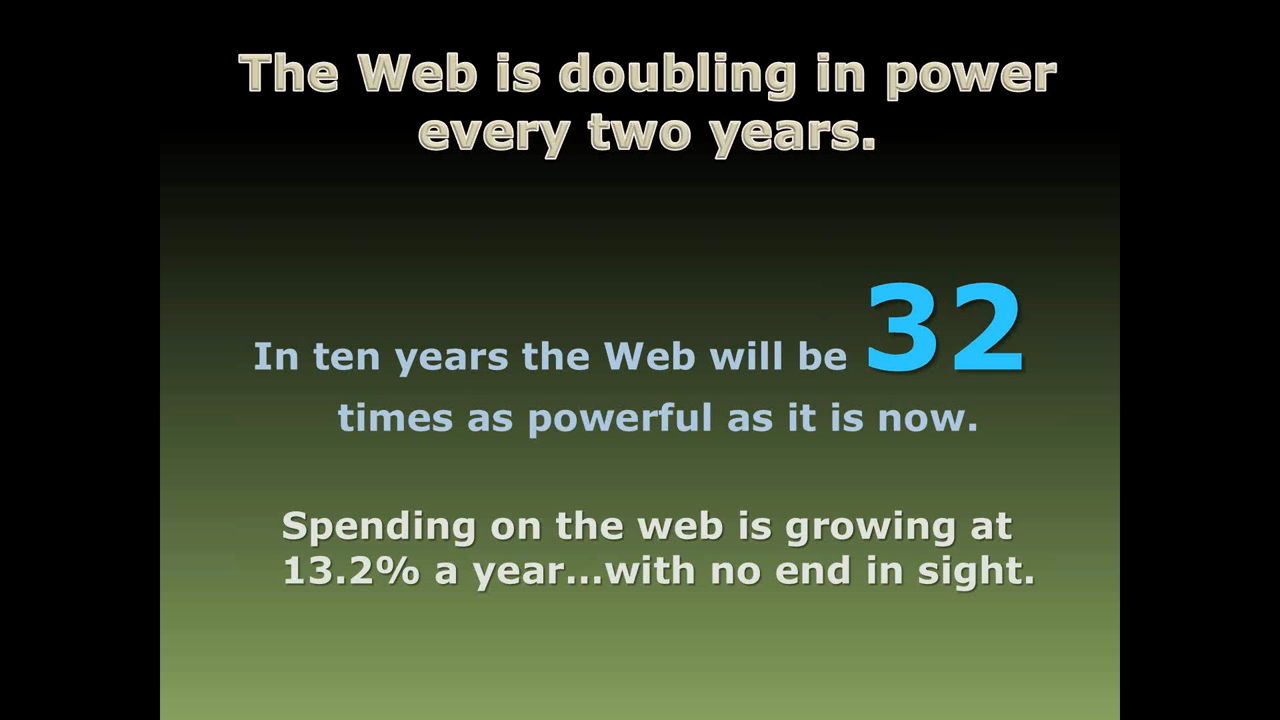 The Web is doubling in power
every two years.
In ten years the Web will be 32
times as powerful as it is now.
Spending on the web is growing at
13.2% a year...with no end in sight.